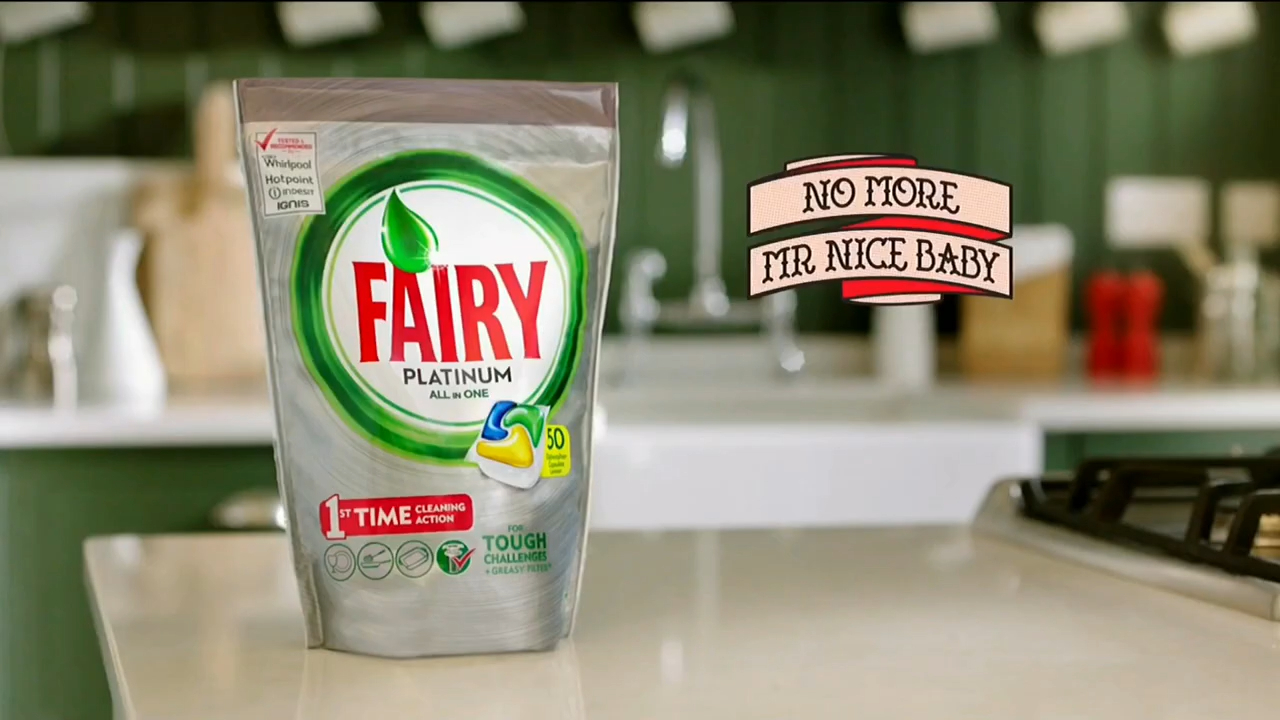 TESTED &
RECOMMENDED
Whirlpool
Hotpoint
indesit
IGNIS
FAIRY
PLATINUM
ALL IN ONE
50
1ST TIME CLEANING
ACTION
FOR
TOUGH
CHALLENGES
+ GREASY FILTER*
NO MORE
MR NICE BABY